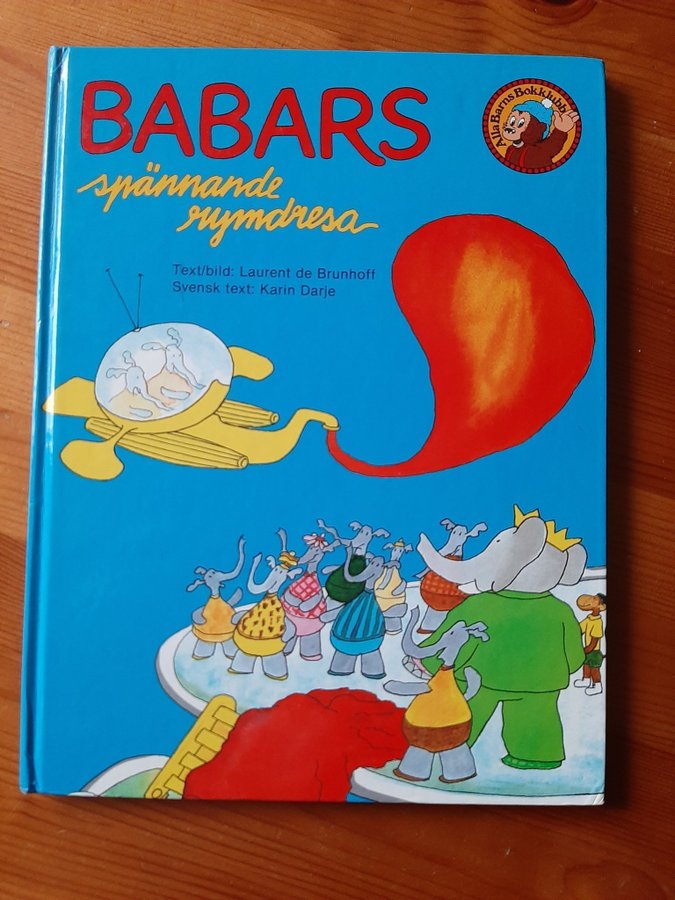 BABARS
spännande
rymdresa
Alla Barns Bokklubb
Text/bild: Laurent de Brunhoff
Svensk text: Karin Darje